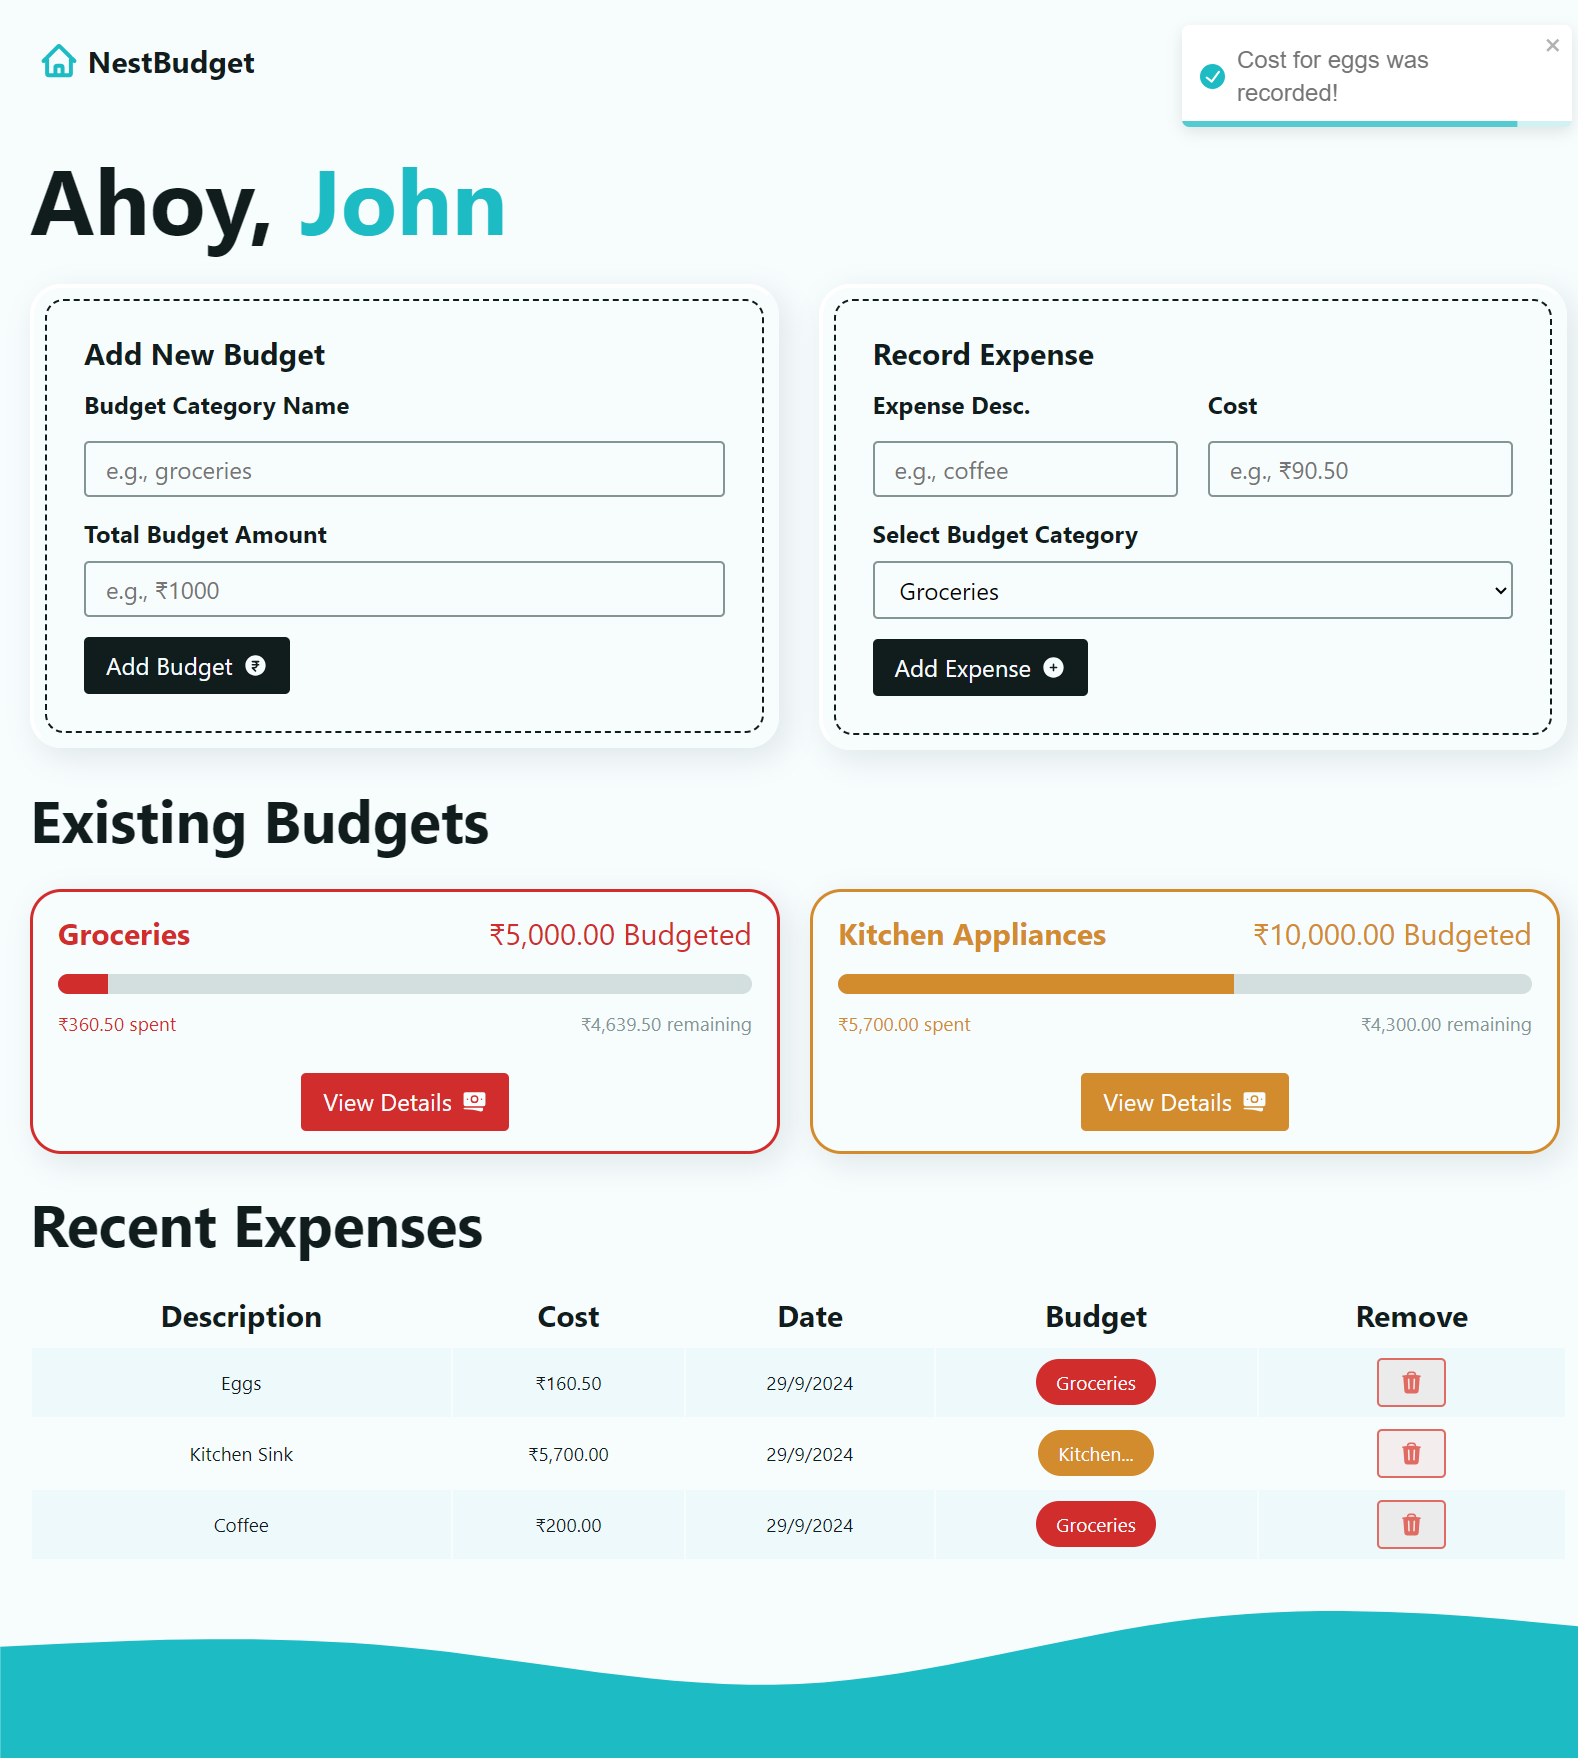 NestBudget
Cost for eggs was
recorded!
Ahoy, John
Add New Budget
Budget Category Name
e.g., groceries
Total Budget Amount
e.g., ₹1000
Add Budget
Record Expense
Expense Desc. Cost
e.g., coffee e.g., ₹90.50
Select Budget Category
Groceries
Add Expense
Existing Budgets
Groceries ₹5,000.00 Budgeted
₹360.50 spent ₹4,639.50 remaining
View Details
Kitchen Appliances ₹10,000.00 Budgeted
₹5,700.00 spent ₹4,300.00 remaining
View Details
Recent Expenses
Description Cost Date Budget Remove
Eggs ₹160.50 29/9/2024 Groceries
Kitchen Sink ₹5,700.00 29/9/2024 Kitchen...
Coffee ₹200.00 29/9/2024 Groceries